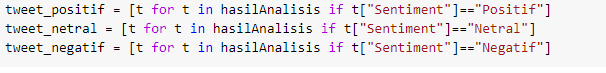 tweet_positif = [t for t in hasilAnalisis if t["Sentiment"]=="Positif"]
tweet_netral = [t for t in hasilAnalisis if t["Sentiment"]=="Netral"]
tweet_negatif = [t for t in hasilAnalisis if t["Sentiment"]=="Negatif"]